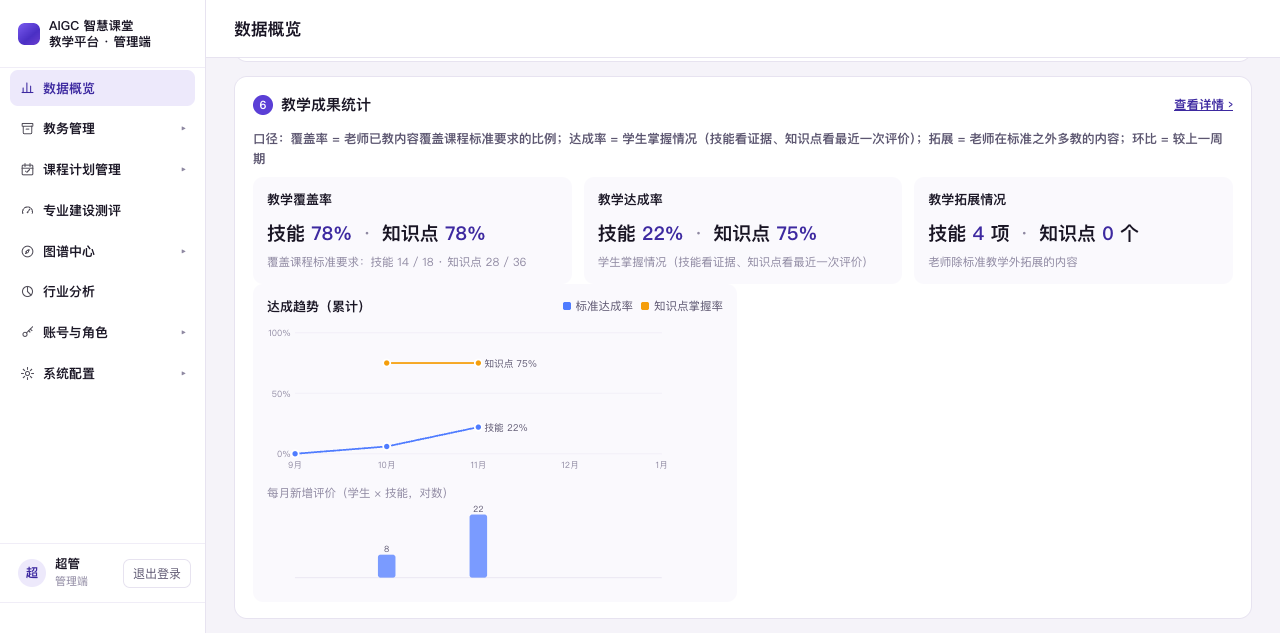 AIGC 智慧课堂
教学平台 · 管理端
数据概览
教务管理
课程计划管理
专业建设测评
图谱中心
行业分析
账号与角色
系统配置
超
超管
管理端
退出登录
数据概览
6 教学成果统计
查看详情 ›
口径：覆盖率 = 老师已教内容覆盖课程标准要求的比例；达成率 = 学生掌握情况（技能看证据、知识点看最近一次评价）；拓展 = 老师在标准之外多教的内容；环比 = 较上一周
期
教学覆盖率
技能 78% · 知识点 78%
覆盖课程标准要求：技能 14 / 18 · 知识点 28 / 36
教学达成率
技能 22% · 知识点 75%
学生掌握情况（技能看证据、知识点看最近一次评价）
教学拓展情况
技能 4 项 · 知识点 0 个
老师除标准教学外拓展的内容
达成趋势（累计）
标准达成率 知识点掌握率
100%
知识点 75%
50%
技能 22%
0%
9月 10月 11月 12月 1月
每月新增评价（学生 × 技能，对数）
22
8